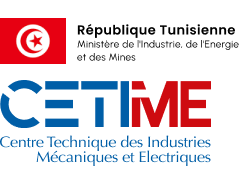 République Tunisienne
Ministère de l'Industrie, de l'Energie
et des Mines
CETIME
Centre Technique des Industries
Mécaniques et Electriques